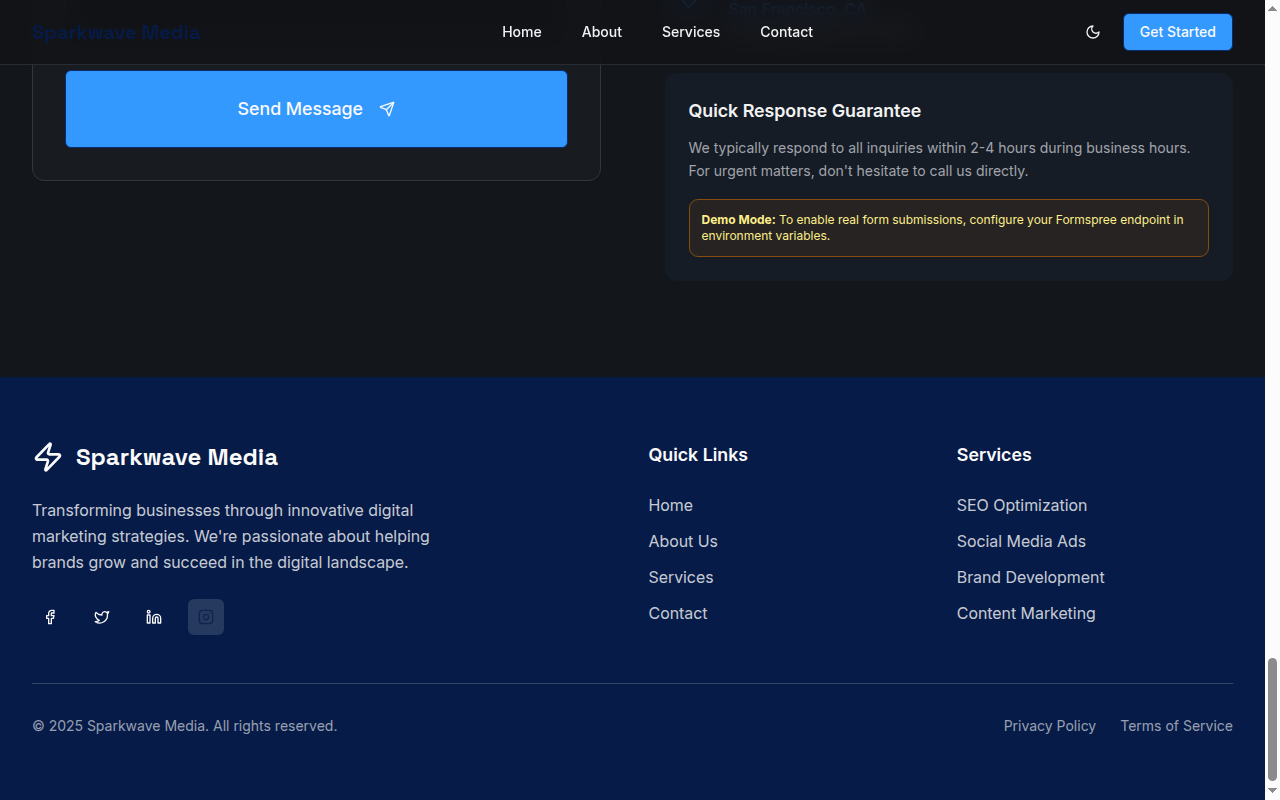 Sparkwave Media
Home
About
Services
Contact
Get Started
San Francisco, CA
Send Message
Quick Response Guarantee
We typically respond to all inquiries within 2-4 hours during business hours.
For urgent matters, don't hesitate to call us directly.
Demo Mode: To enable real form submissions, configure your Formspree endpoint in
environment variables.
Sparkwave Media
Transforming businesses through innovative digital
marketing strategies. We're passionate about helping
brands grow and succeed in the digital landscape.
Quick Links
Home
About Us
Services
Contact
Services
SEO Optimization
Social Media Ads
Brand Development
Content Marketing
© 2025 Sparkwave Media. All rights reserved.
Privacy Policy
Terms of Service